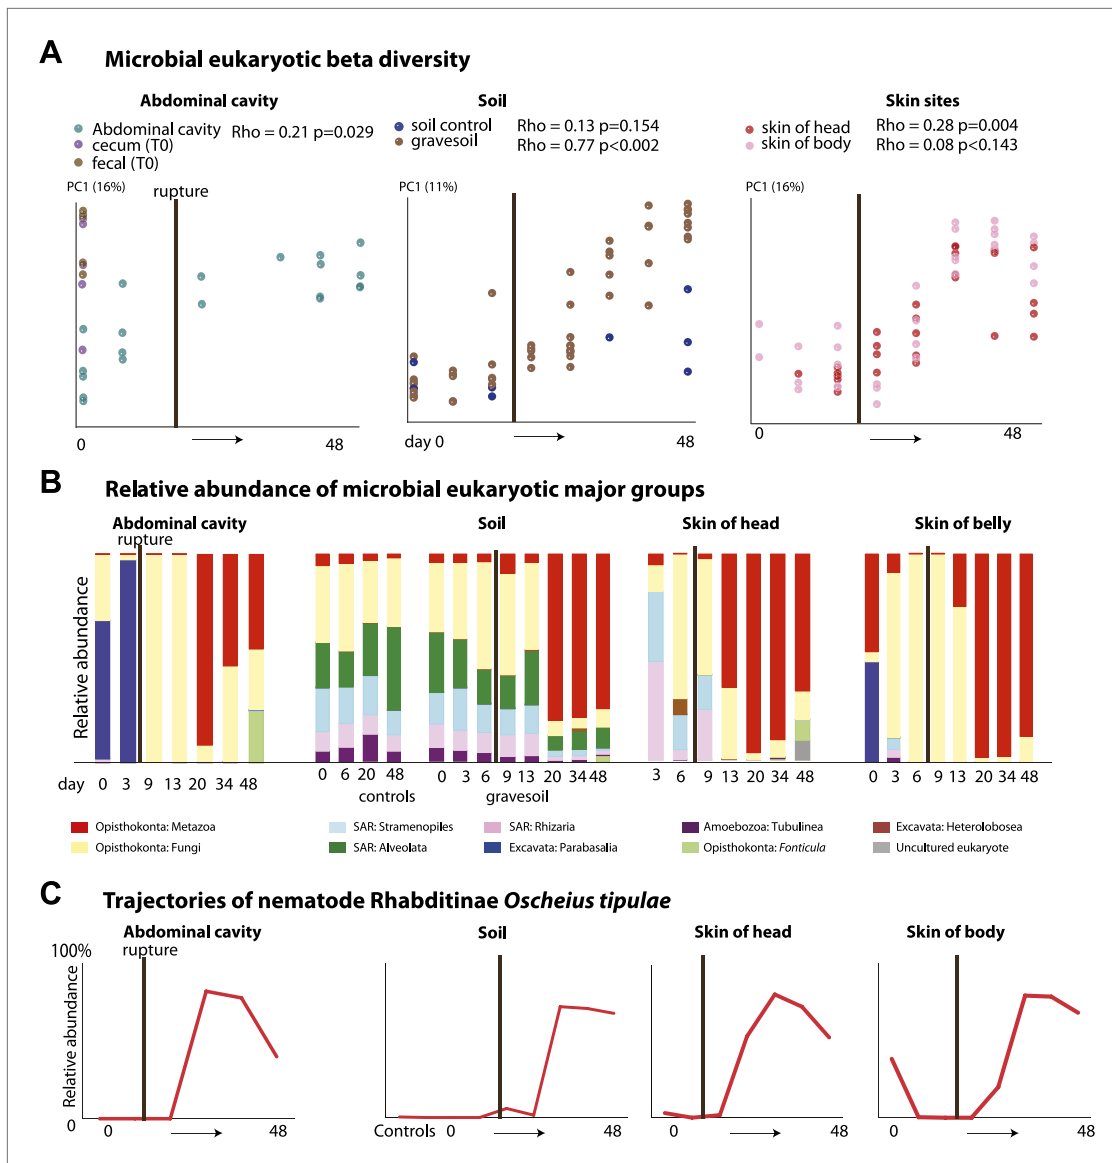 A Microbial eukaryotic beta diversity
Abdominal cavity
Abdominal cavity Rho = 0.21 p=0.029
cecum (T0)
fecal (T0)
PC1 (16%)
rupture
0 48
Soil
soil control Rho = 0.13 p=0.154
gravesoil Rho = 0.77 p<0.002
PC1 (11%)
day 0 48
Skin sites
skin of head Rho = 0.28 p=0.004
skin of body Rho = 0.08 p<0.143
PC1 (16%)
0 48
B Relative abundance of microbial eukaryotic major groups
Abdominal cavity Soil Skin of head Skin of belly
rupture
Relative abundance
day 0 3 9 13 20 34 48
0 6 20 48 0 3 6 9 13 20 34 48
controls gravesoil
3 6 9 13 20 34 48
0 3 6 9 13 20 34 48
Opisthokonta: Metazoa SAR: Stramenopiles SAR: Rhizaria Amoebozoa: Tubulinea Excavata: Heterolobosea
Opisthokonta: Fungi SAR: Alveolata Excavata: Parabasalia Opisthokonta: Fonticula Uncultured eukaryote
C Trajectories of nematode Rhabditinae Oscheius tipulae
Abdominal cavity Soil Skin of head Skin of body
100% rupture
Relative abundance
0
0 48
Controls 0 48
0 48
0 48